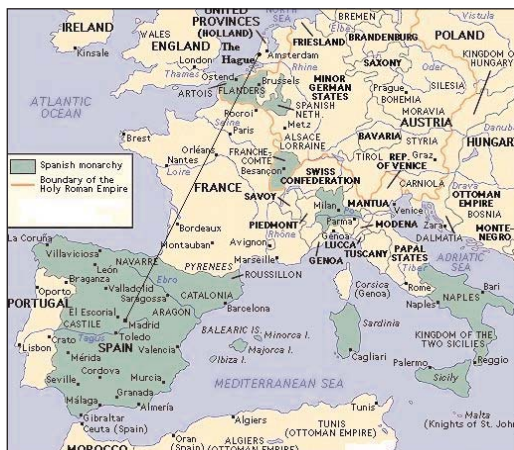 UNITED
PROVINCES
(HOLLAND)
The
Hague
NORTH
SEA
BREMEN
IRELAND
Kinsale
WALES
ENGLAND
London
Thames
Amsterdam
FRIESLAND
Elbe
BRANDENBURG
POLAND
Vistula
SAXONY
Oder
KINGDOM OF
HUNGARY
Ostend
Brussels
Rhine
MINOR
GERMAN
STATES
ARTOIS
FLANDERS
SPANISH
NETH.
Prague
BOHEMIA
SILESIA
MORAVIA
AUSTRIA
ATLANTIC
OCEAN
Rocroi
Seine
Paris
Metz
ALSACE
LORRAINE
Brest
BAVARIA
STYRIA
Danube
HUNGARY
Orléans
Nantes
Loire
FRANCHE-
COMTÉ
Besançon
TIROL
REP.
OF VENICE
Graz
Spanish monarchy
Boundary of the
Holy Roman Empire
FRANCE
SWISS
CONFEDERATION
CARNIOLA
Drava
OTTOMAN
EMPIRE
BOSNIA
SAVOY
Milan
Po
MANTUA
Venice
PIEDMONT
Parma
MODENA
Zara
DALMATIA
MONTE-
NEGRO
Bordeaux
Montauban
Avignon
Rhône
Marseille
Genoa
GENOA
LUCCA
TUSCANY
PAPAL
STATES
Tiber
ADRIATIC
SEA
La Coruña
Villaviciosa
NAVARRE
PYRENEES
ROUSSILLON
León
Braganza
Valladolid
Ebro
Saragossa
CATALONIA
Corsica
(Genoa)
Rome
Bari
PORTUGAL
Oporto
El Escorial
ARAGON
Barcelona
Naples
NAPLES
CASTILE
Madrid
Toledo
BALEARIC IS.
Minorca I.
Sardinia
KINGDOM OF THE
TWO SICILIES
Lisbon
Crato
Tagus
SPAIN
Valencia
Majorca I.
Ibiza I.
Mérida
Cordova
Cagliari
Palermo
Reggio
Seville
Murcia
Granada
MEDITERRANEAN SEA
Sicily
Málaga
Almería
Gibraltar
Ceuta (Spain)
Algiers
Tunis
TUNIS
(OTTOMAN EMPIRE)
Malta
(Knights of St. John
MOROCCO
Oran
(Spain)
ALGIERS
(OTTOMAN EMPIRE)